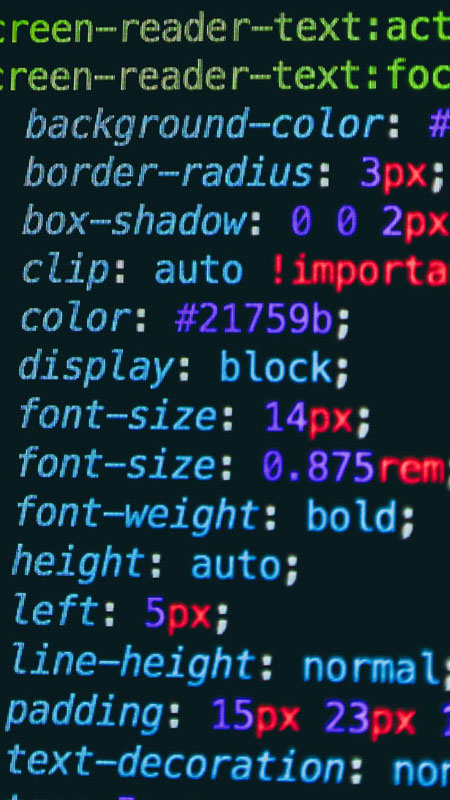 creen-reader-text:act
creen-reader-text:foc
background-color: #
border-radius: 3px;
box-shadow: 0 0 2px
clip: auto !importa
color: #21759b;
display: block;
font-size: 14px;
font-size: 0.875rem;
font-weight: bold;
height: auto;
left: 5px;
line-height: normal;
padding: 15px 23px 1
text-decoration: non